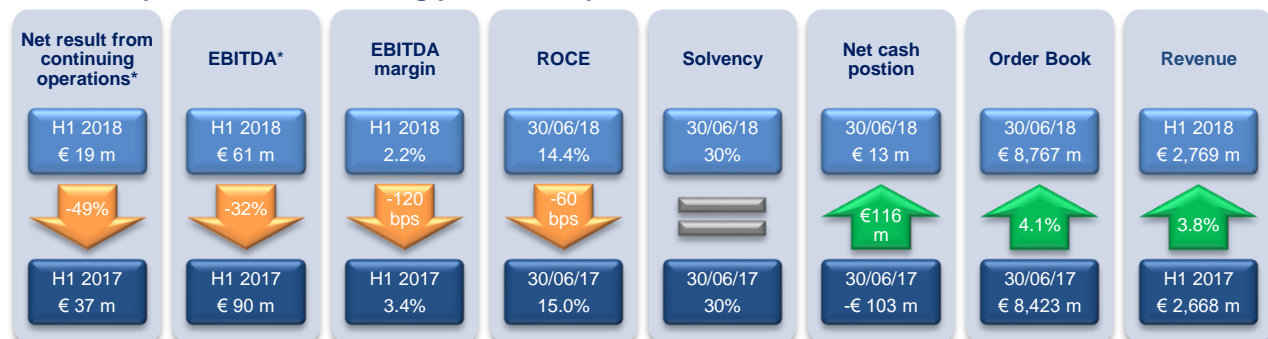 Net result from
continuing
operations*
H1 2018
€ 19 m
-49%
H1 2017
€ 37 m
EBITDA*
H1 2018
€ 61 m
-32%
H1 2017
€ 90 m
EBITDA
margin
H1 2018
2.2%
-120
bps
H1 2017
3.4%
ROCE
30/06/18
14.4%
-60
bps
30/06/17
15.0%
Solvency
30/06/18
30%
30/06/17
30%
Net cash
postion
30/06/18
€ 13 m
€116
m
30/06/17
-€ 103 m
Order Book
30/06/18
€ 8,767 m
4.1%
30/06/17
€ 8,423 m
Revenue
H1 2018
€ 2,769 m
3.8%
H1 2017
€ 2,668 m